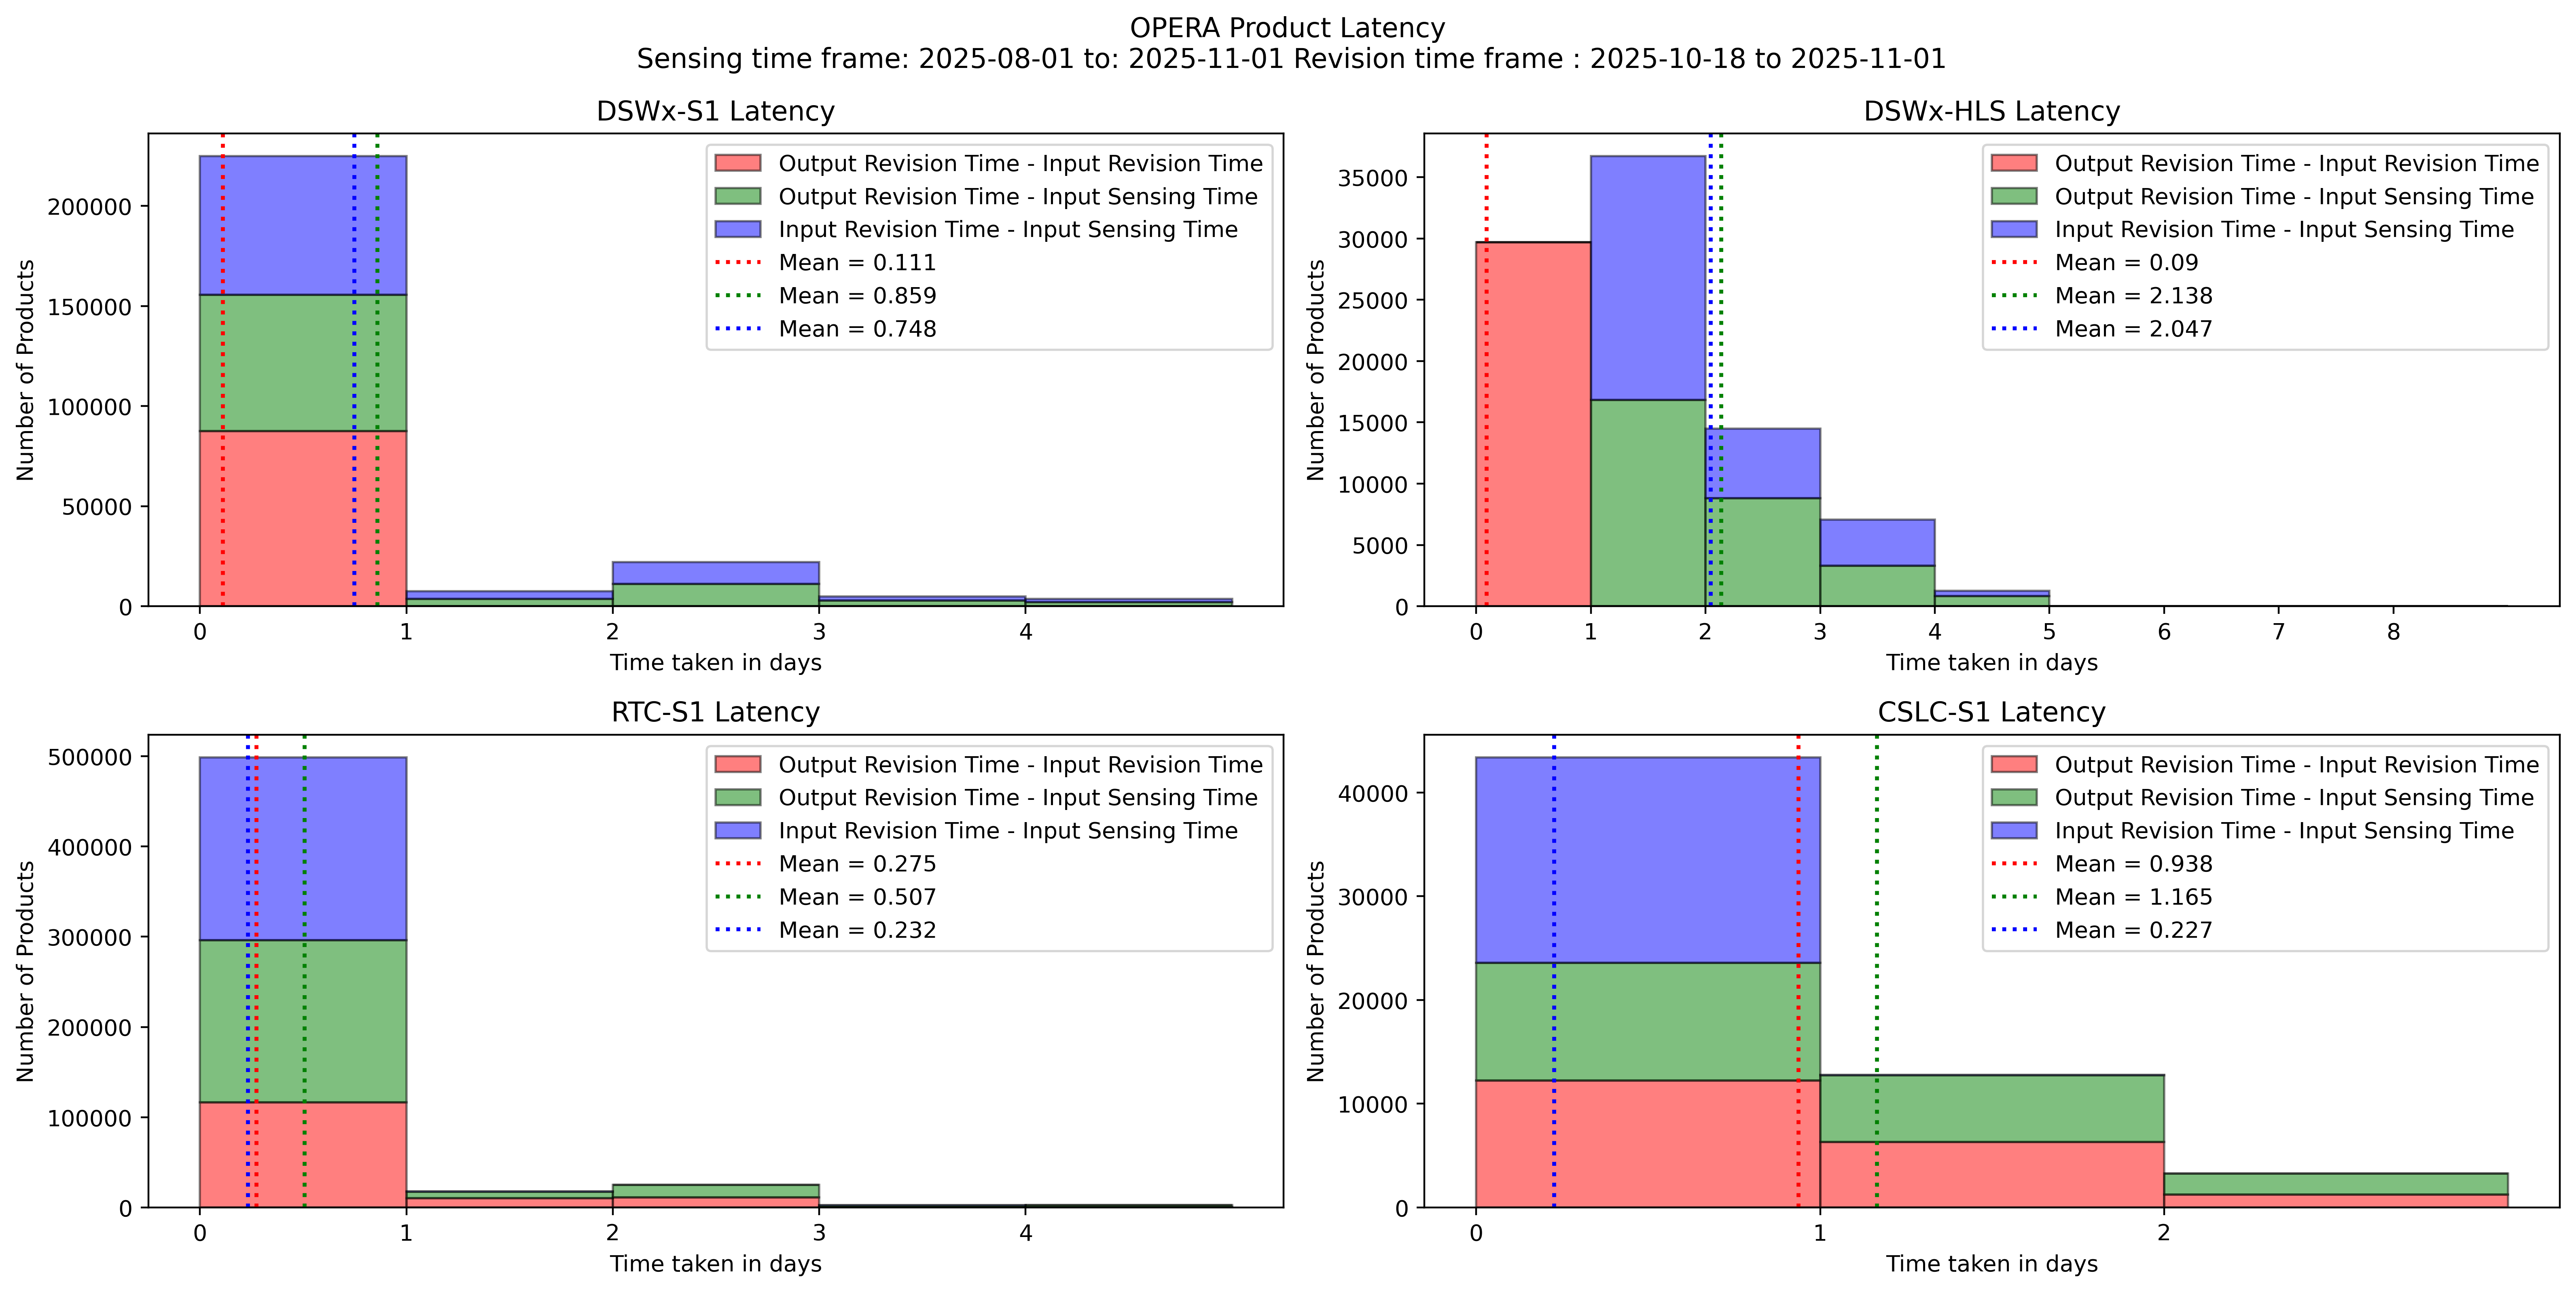 OPERA Product Latency
Sensing time frame: 2025-08-01 to: 2025-11-01 Revision time frame : 2025-10-18 to 2025-11-01
DSWx-S1 Latency
Number of Products
200000
150000
100000
50000
0
0 1 2 3 4
Time taken in days
Output Revision Time - Input Revision Time
Output Revision Time - Input Sensing Time
Input Revision Time - Input Sensing Time
Mean = 0.111
Mean = 0.859
Mean = 0.748
DSWx-HLS Latency
Number of Products
35000
30000
25000
20000
15000
10000
5000
0
0 1 2 3 4 5 6 7 8
Time taken in days
Output Revision Time - Input Revision Time
Output Revision Time - Input Sensing Time
Input Revision Time - Input Sensing Time
Mean = 0.09
Mean = 2.138
Mean = 2.047
RTC-S1 Latency
Number of Products
500000
400000
300000
200000
100000
0
0 1 2 3 4
Time taken in days
Output Revision Time - Input Revision Time
Output Revision Time - Input Sensing Time
Input Revision Time - Input Sensing Time
Mean = 0.275
Mean = 0.507
Mean = 0.232
CSLC-S1 Latency
Number of Products
40000
30000
20000
10000
0
0 1 2
Time taken in days
Output Revision Time - Input Revision Time
Output Revision Time - Input Sensing Time
Input Revision Time - Input Sensing Time
Mean = 0.938
Mean = 1.165
Mean = 0.227